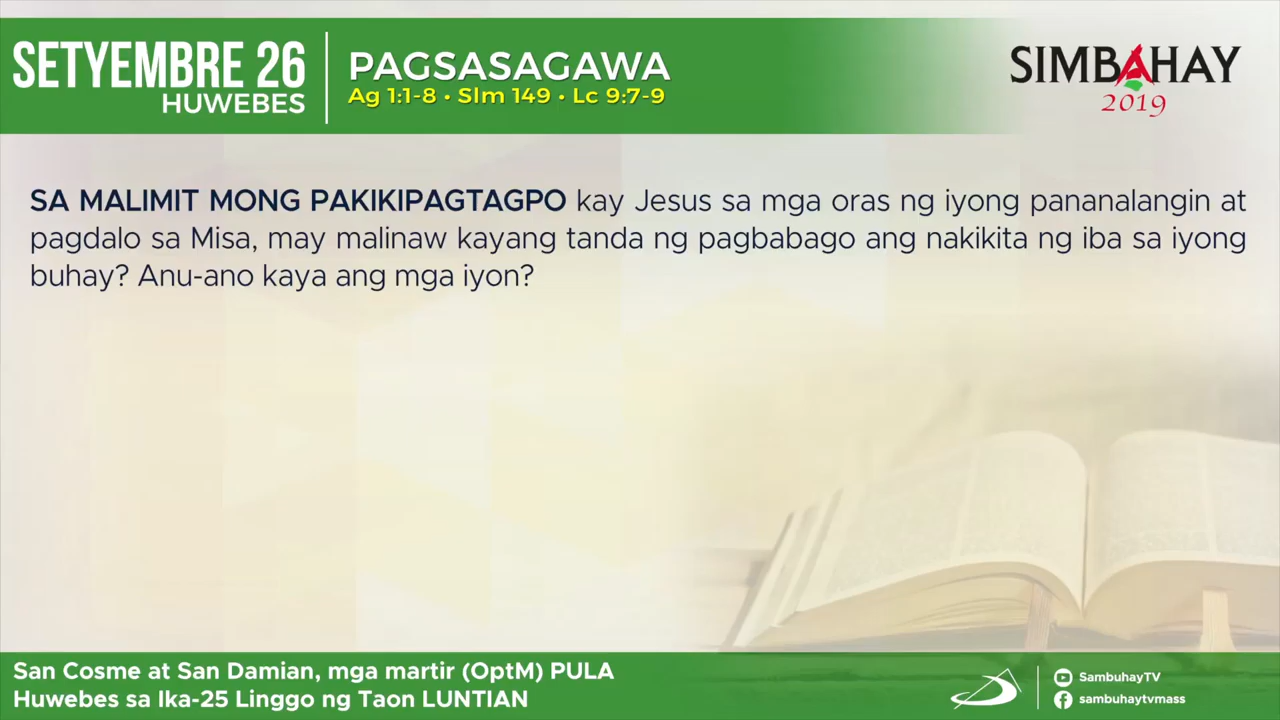 SETYEMBRE 26
HUWEBES
PAGSASAGAWA
Ag 1:1-8 • Slm 149 • Lc 9:7-9
SIMBAHAY
2019
SA MALIMIT MONG PAKIKIPAGTAGPO kay Jesus sa mga oras ng iyong pananalangin at
pagdalo sa Misa, may malinaw kayang tanda ng pagbabago ang nakikita ng iba sa iyong
buhay? Anu-ano kaya ang mga iyon?
San Cosme at San Damian, mga martir (OptM) PULA
Huwebes sa Ika-25 Linggo ng Taon LUNTIAN
SambuhayTV
sambuhaytvmass